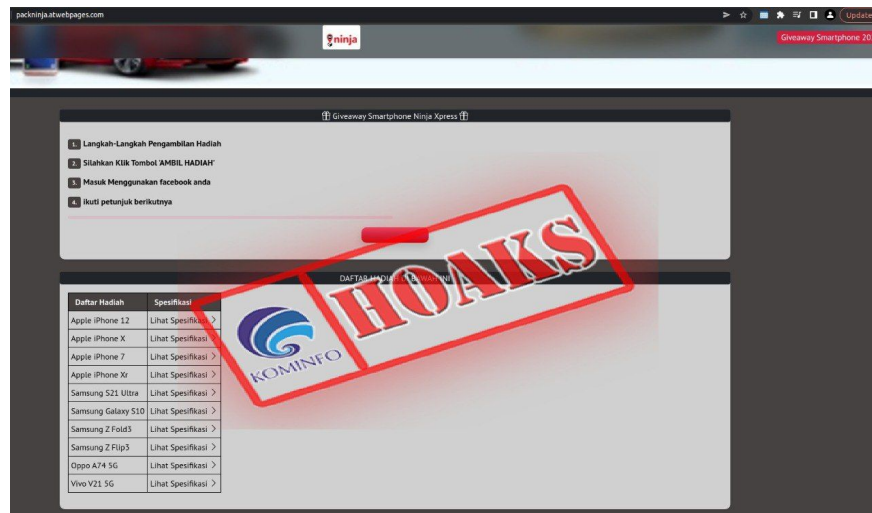 packninja.atwebpages.com
Update
ninja
Giveaway Smartphone 20
Giveaway Smartphone Ninja Xpress
1. Langkah-Langkah Pengambilan Hadiah
2. Silahkan Klik Tombol 'AMBIL HADIAH'
3. Masuk Menggunakan facebook anda
4. ikuti petunjuk berikutnya
DAFTAR HADIAH DI BAWAH INI
HOAKS
KOMINFO
Daftar Hadiah Spesifikasi
Apple iPhone 12 Lihat Spesifikasi >
Apple iPhone X Lihat Spesifikasi >
Apple iPhone 7 Lihat Spesifikasi >
Apple iPhone Xr Lihat Spesifikasi >
Samsung S21 Ultra Lihat Spesifikasi >
Samsung Galaxy S10 Lihat Spesifikasi >
Samsung Z Fold3 Lihat Spesifikasi >
Samsung Z Flip3 Lihat Spesifikasi >
Oppo A74 5G Lihat Spesifikasi >
Vivo V21 5G Lihat Spesifikasi >